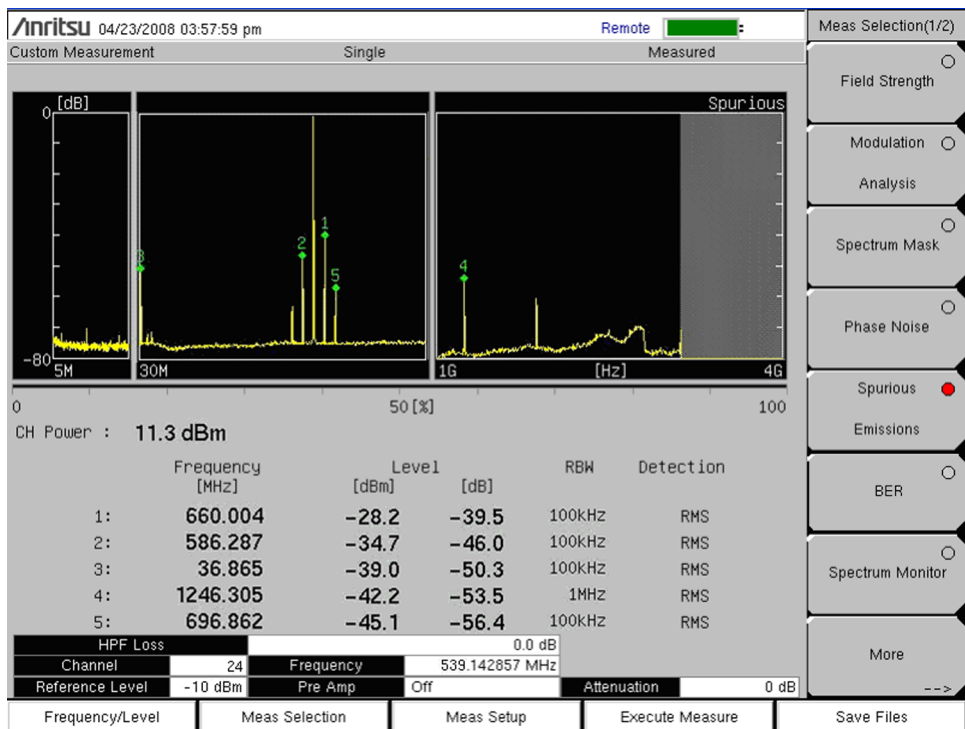 Anritsu 04/23/2008 03:57:59 pm Remote Meas Selection(1/2)
Custom Measurement Single Measured
Field Strength
Modulation Analysis
Spectrum Mask
Phase Noise
Spurious Emissions
BER
Spectrum Monitor
More
-->
[dB] Spurious
0
-80
1
2
3
5
4
5M 30M 1G [Hz] 4G
0 50 [%] 100
CH Power : 11.3 dBm
Frequency Level RBW Detection
[MHz] [dBm] [dB]
1: 660.004 -28.2 -39.5 100kHz RMS
2: 586.287 -34.7 -46.0 100kHz RMS
3: 36.865 -39.0 -50.3 100kHz RMS
4: 1246.305 -42.2 -53.5 1MHz RMS
5: 696.862 -45.1 -56.4 100kHz RMS
HPF Loss 0.0 dB
Channel 24 Frequency 539.142857 MHz
Reference Level -10 dBm Pre Amp Off Attenuation 0 dB
Frequency/Level Meas Selection Meas Setup Execute Measure Save Files